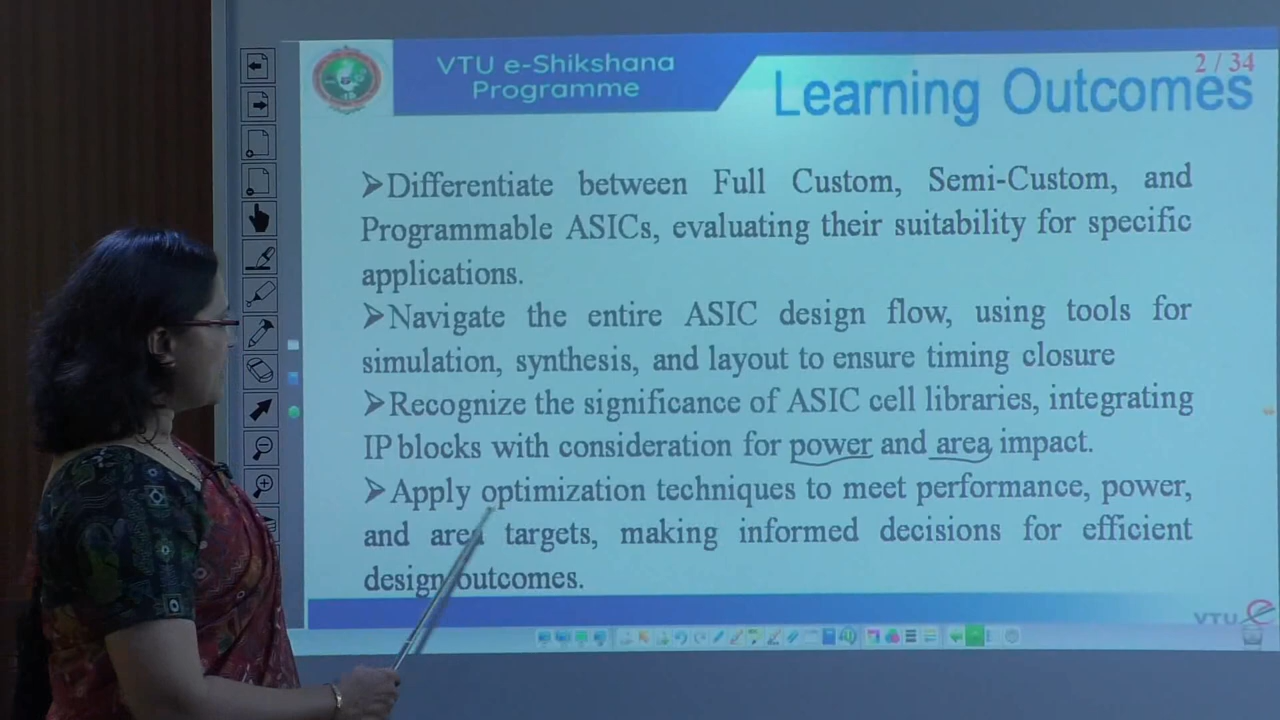 VTU e-Shikshana
Programme
2 / 34
Learning Outcomes
➢Differentiate between Full Custom, Semi-Custom, and
Programmable ASICs, evaluating their suitability for specific
applications.
➢Navigate the entire ASIC design flow, using tools for
simulation, synthesis, and layout to ensure timing closure
➢Recognize the significance of ASIC cell libraries, integrating
IP blocks with consideration for power and area impact.
➢Apply optimization techniques to meet performance, power,
and area targets, making informed decisions for efficient
design outcomes.
VTU e